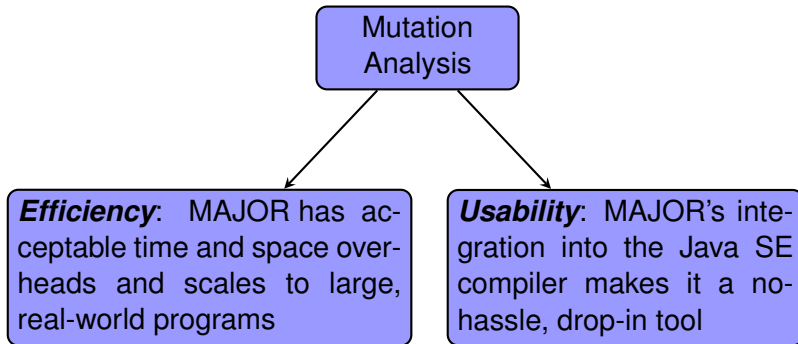 Mutation
Analysis
Efficiency: MAJOR has ac-
ceptable time and space over-
heads and scales to large,
real-world programs
Usability: MAJOR's inte-
gration into the Java SE
compiler makes it a no-
hassle, drop-in tool